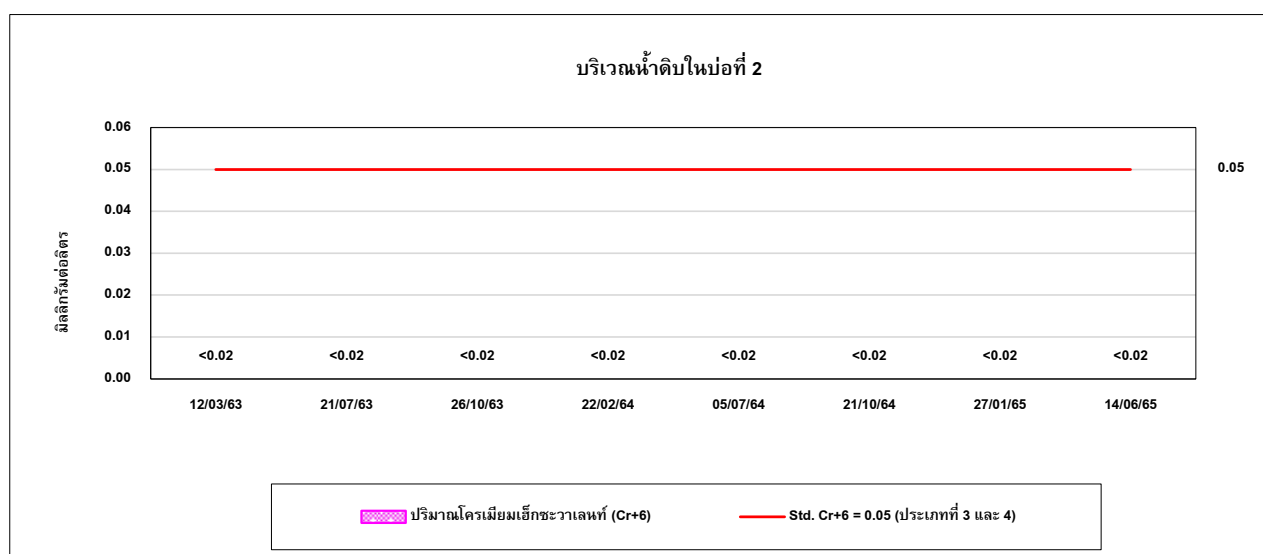 บริเวณน้ำดิบในบ่อที่ 2
มิลลิกรัมต่อลิตร
0.06
0.05
0.05
0.04
0.03
0.02
0.01
<0.02 <0.02 <0.02 <0.02 <0.02 <0.02 <0.02 <0.02
0.00
12/03/63 21/07/63 26/10/63 22/02/64 05/07/64 21/10/64 27/01/65 14/06/65
ปริมาณโครเมียมเฮ็กซะวาเลนท์ (Cr+6) Std. Cr+6 = 0.05 (ประเภทที่ 3 และ 4)